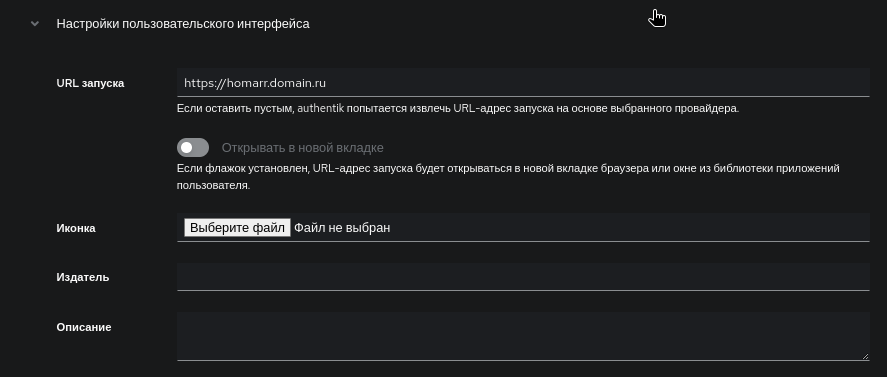 Настройки пользовательского интерфейса
URL запуска
https://homarr.domain.ru
Если оставить пустым, authentik попытается извлечь URL-адрес запуска на основе выбранного провайдера.
Открывать в новой вкладке
Если флажок установлен, URL-адрес запуска будет открываться в новой вкладке браузера или окне из библиотеки приложений
пользователя.
Иконка
Выберите файл Файл не выбран
Издатель
Описание